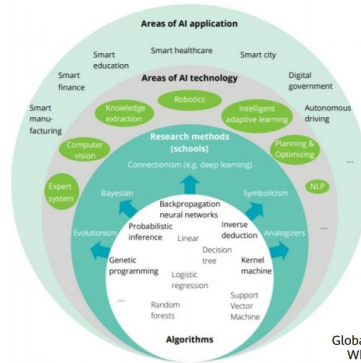 Areas of AI application
Smart healthcare
Smart
education
Smart city
Smart
finance
Digital
government
Smart
manu-
facturing
Autonomous
driving
...
Areas of AI technology
Robotics
Knowledge
extraction
Intelligent
adaptive learning
Computer
vision
Planning &
Optimizing
Expert
system
NLP
...
Research methods
(schools)
Connectionism (e.g. deep learning)
Bayesian
Symbolicism
Evolutionism
Analogizers
Backpropagation
neural networks
Probabilistic
inference
Inverse
deduction
Linear
Decision
tree
Genetic
programming
Kernel
machine
Logistic
regression
...
Random
forests
Support
Vector
Machine
Algorithms
Globa